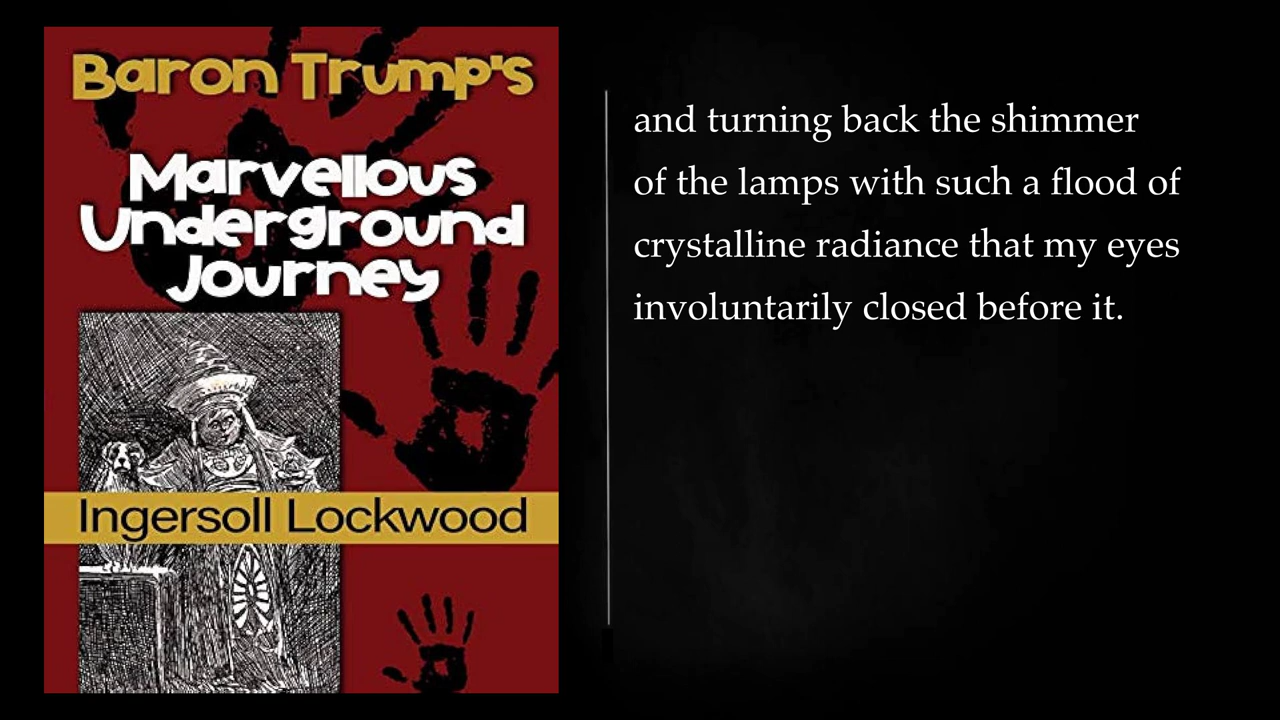 Baron Trump's
Marvellous
Underground
Journey
Ingersoll Lockwood
and turning back the shimmer
of the lamps with such a flood of
crystalline radiance that my eyes
involuntarily closed before it.